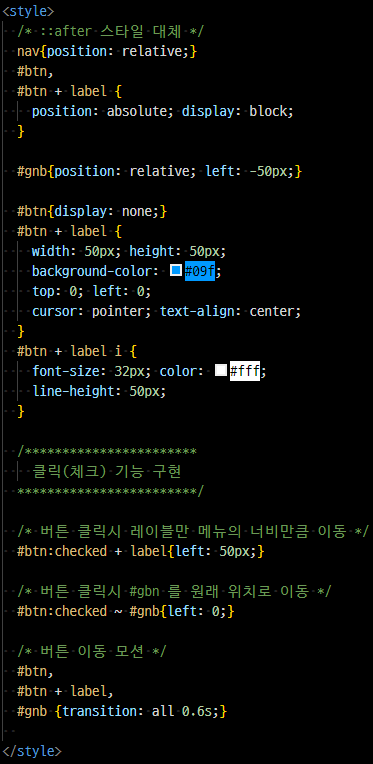 <style>
/* ::after 스타일 대체 */
nav{position: relative;}
#btn,
#btn + label {
position: absolute; display: block;
}
#gnb{position: relative; left: -50px;}
#btn{display: none;}
#btn + label {
width: 50px; height: 50px;
background-color: #09f;
top: 0; left: 0;
cursor: pointer; text-align: center;
}
#btn + label i {
font-size: 32px; color: #fff;
line-height: 50px;
}
/***********************
클릭(체크) 기능 구현
************************/
/* 버튼 클릭시 레이블만 메뉴의 너비만큼 이동 */
#btn:checked + label{left: 50px;}
/* 버튼 클릭시 #gbn 를 원래 위치로 이동 */
#btn:checked ~ #gnb{left: 0;}
/* 버튼 이동 모션 */
#btn,
#btn + label,
#gnb {transition: all 0.6s;}
</style>